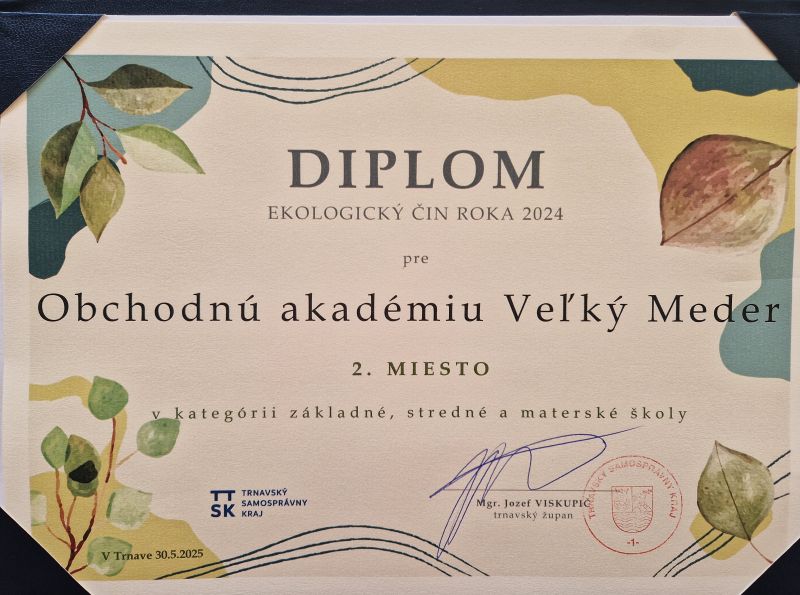 DIPLOM
EKOLOGICKÝ ČIN ROKA 2024
pre
Obchodnú akadémiu Veľký Meder
2. MIESTO
v kategórii základné, stredné a materské školy
TT
SK
TRNAVSKÝ
SAMOSPRÁVNY
KRAJ
Mgr. Jozef VISKUPIČ
trnavský župan
TRNAVSKÝ SAMOSPRÁVNY KRAJ
-1-
V Trnave 30.5.2025